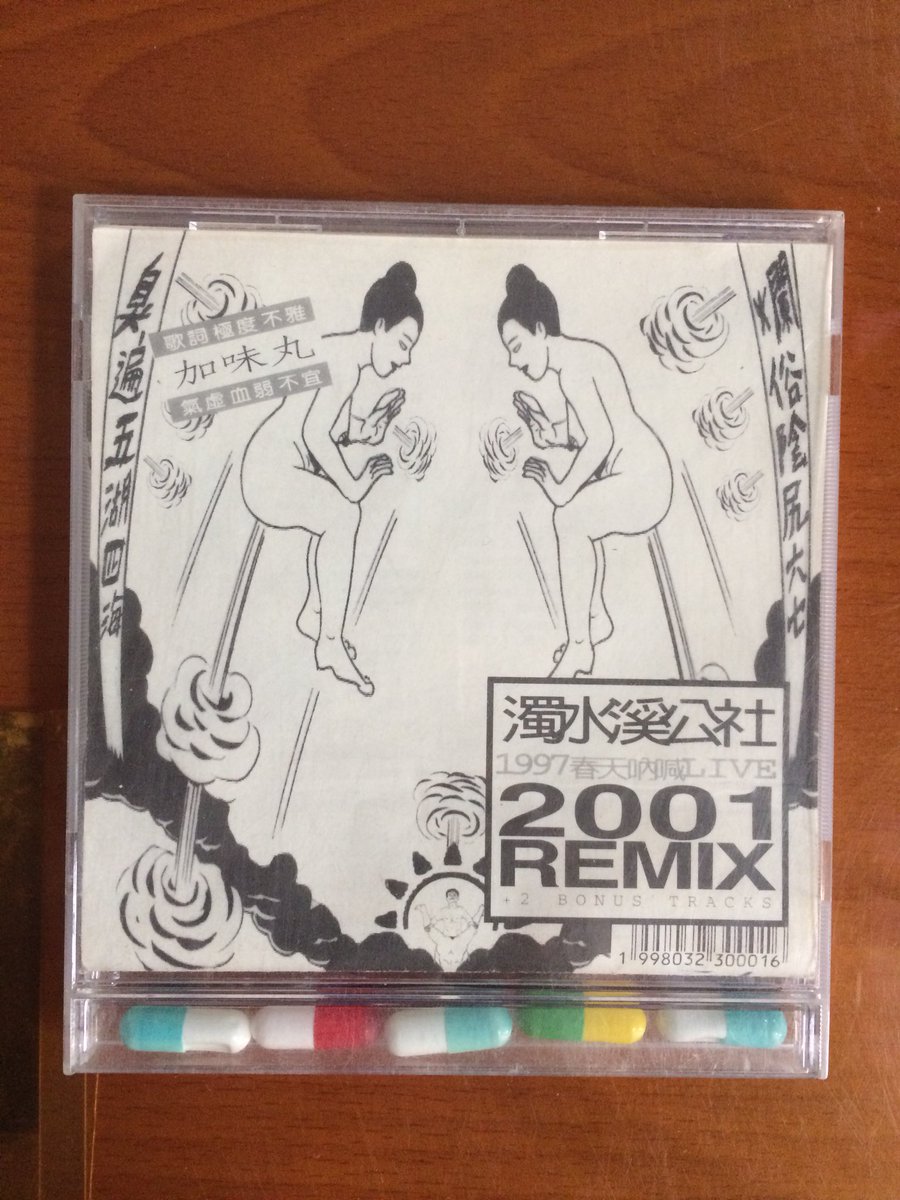 歌詞極度不雅
加味丸
氣虛血弱不宜
臭遍五湖四海
爛俗陰尻六七
濁水溪公社
1997春天吶喊LIVE
2001
REMIX
+2 BONUS TRACKS
1 998032 300016